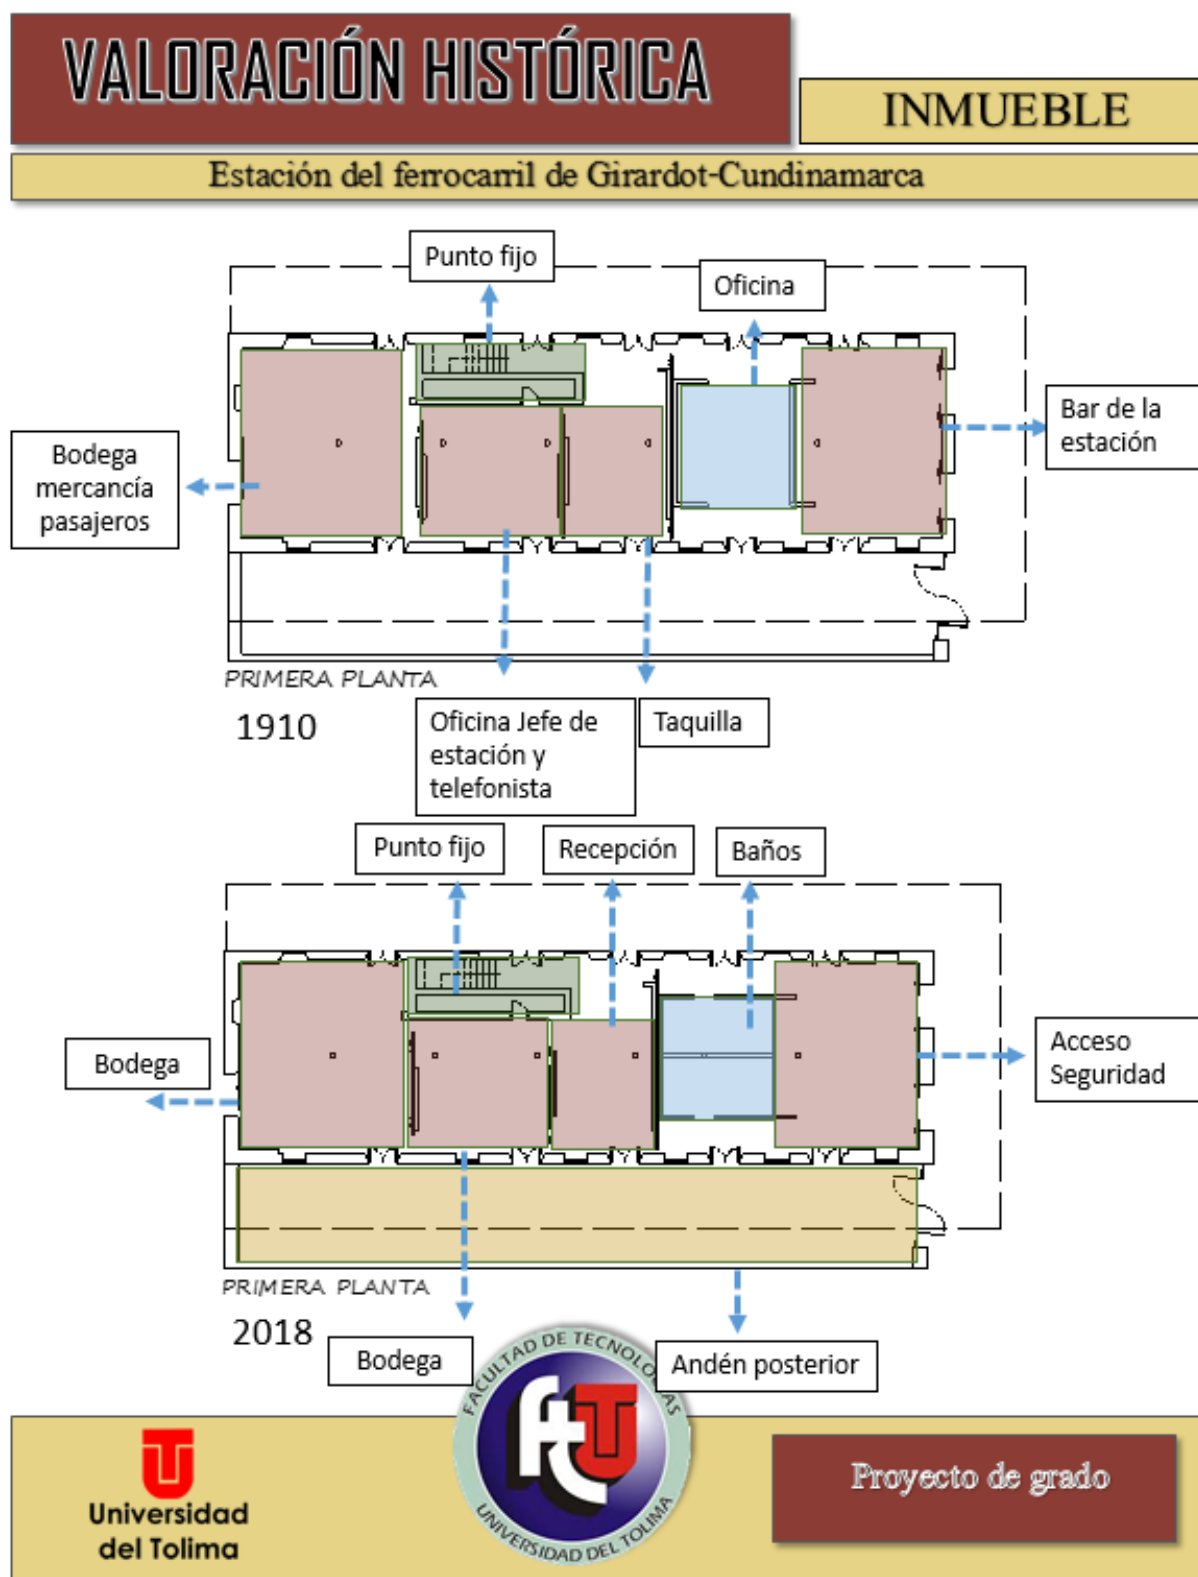 VALORACIÓN HISTÓRICA
INMUEBLE
Estación del ferrocarril de Girardot-Cundinamarca
Punto fijo
Oficina
Bar de la
estación
Bodega
mercancía
pasajeros
PRIMERA PLANTA
1910
Oficina Jefe de
estación y
telefonista
Taquilla
Punto fijo
Recepción
Baños
Bodega
Acceso
Seguridad
PRIMERA PLANTA
2018
Bodega
Andén posterior
FACULTAD DE TECNOLOGIAS
ftU
UNIVERSIDAD DEL TOLIMA
Universidad
del Tolima
Proyecto de grado